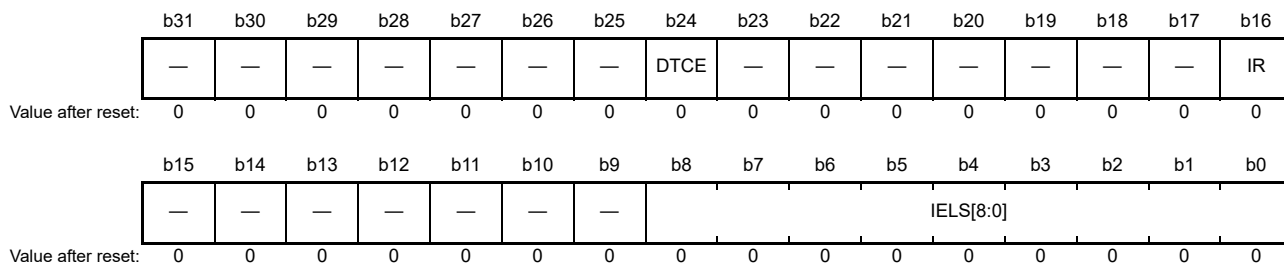 b31 b30 b29 b28 b27 b26 b25 b24 b23 b22 b21 b20 b19 b18 b17 b16
— — — — — — — DTCE — — — — — — — IR
Value after reset: 0 0 0 0 0 0 0 0 0 0 0 0 0 0 0 0
b15 b14 b13 b12 b11 b10 b9 b8 b7 b6 b5 b4 b3 b2 b1 b0
— — — — — — — IELS[8:0]
Value after reset: 0 0 0 0 0 0 0 0 0 0 0 0 0 0 0 0